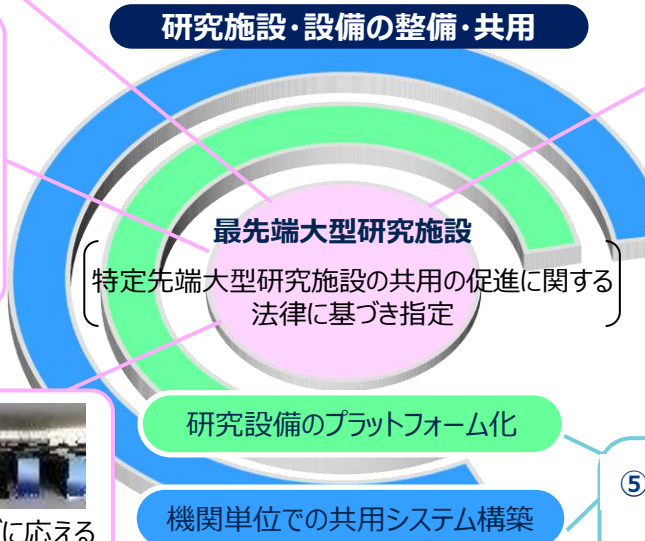 研究施設・設備の整備・共用
最先端大型研究施設
特定先端大型研究施設の共用の促進に関する
法律に基づき指定
研究設備のプラットフォーム化
⑤
機関単位での共用システム構築
に応える